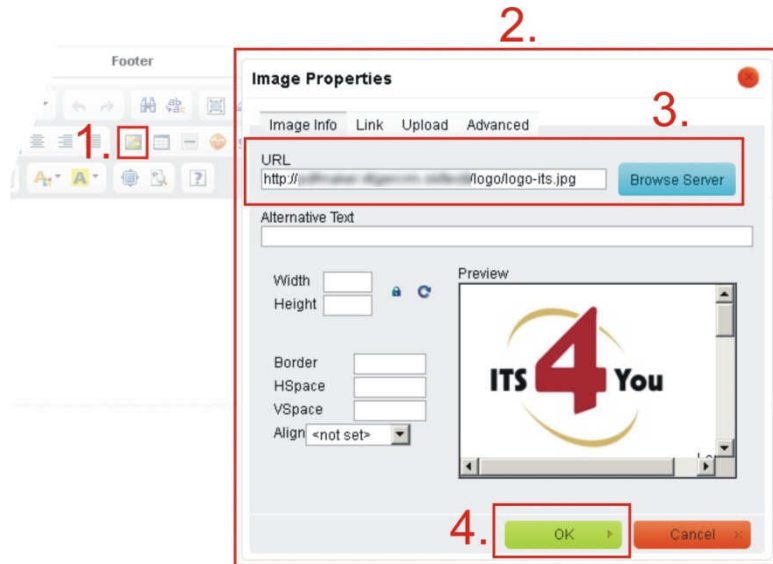 2.
Footer
Image Properties
1.
3.
Image Info Link Upload Advanced
URL
http:// /logo/logo-its.jpg
Browse Server
Alternative Text
Width
Height
Preview
ITS 4 You
Border
HSpace
VSpace
Align <not set>
4.
OK
Cancel